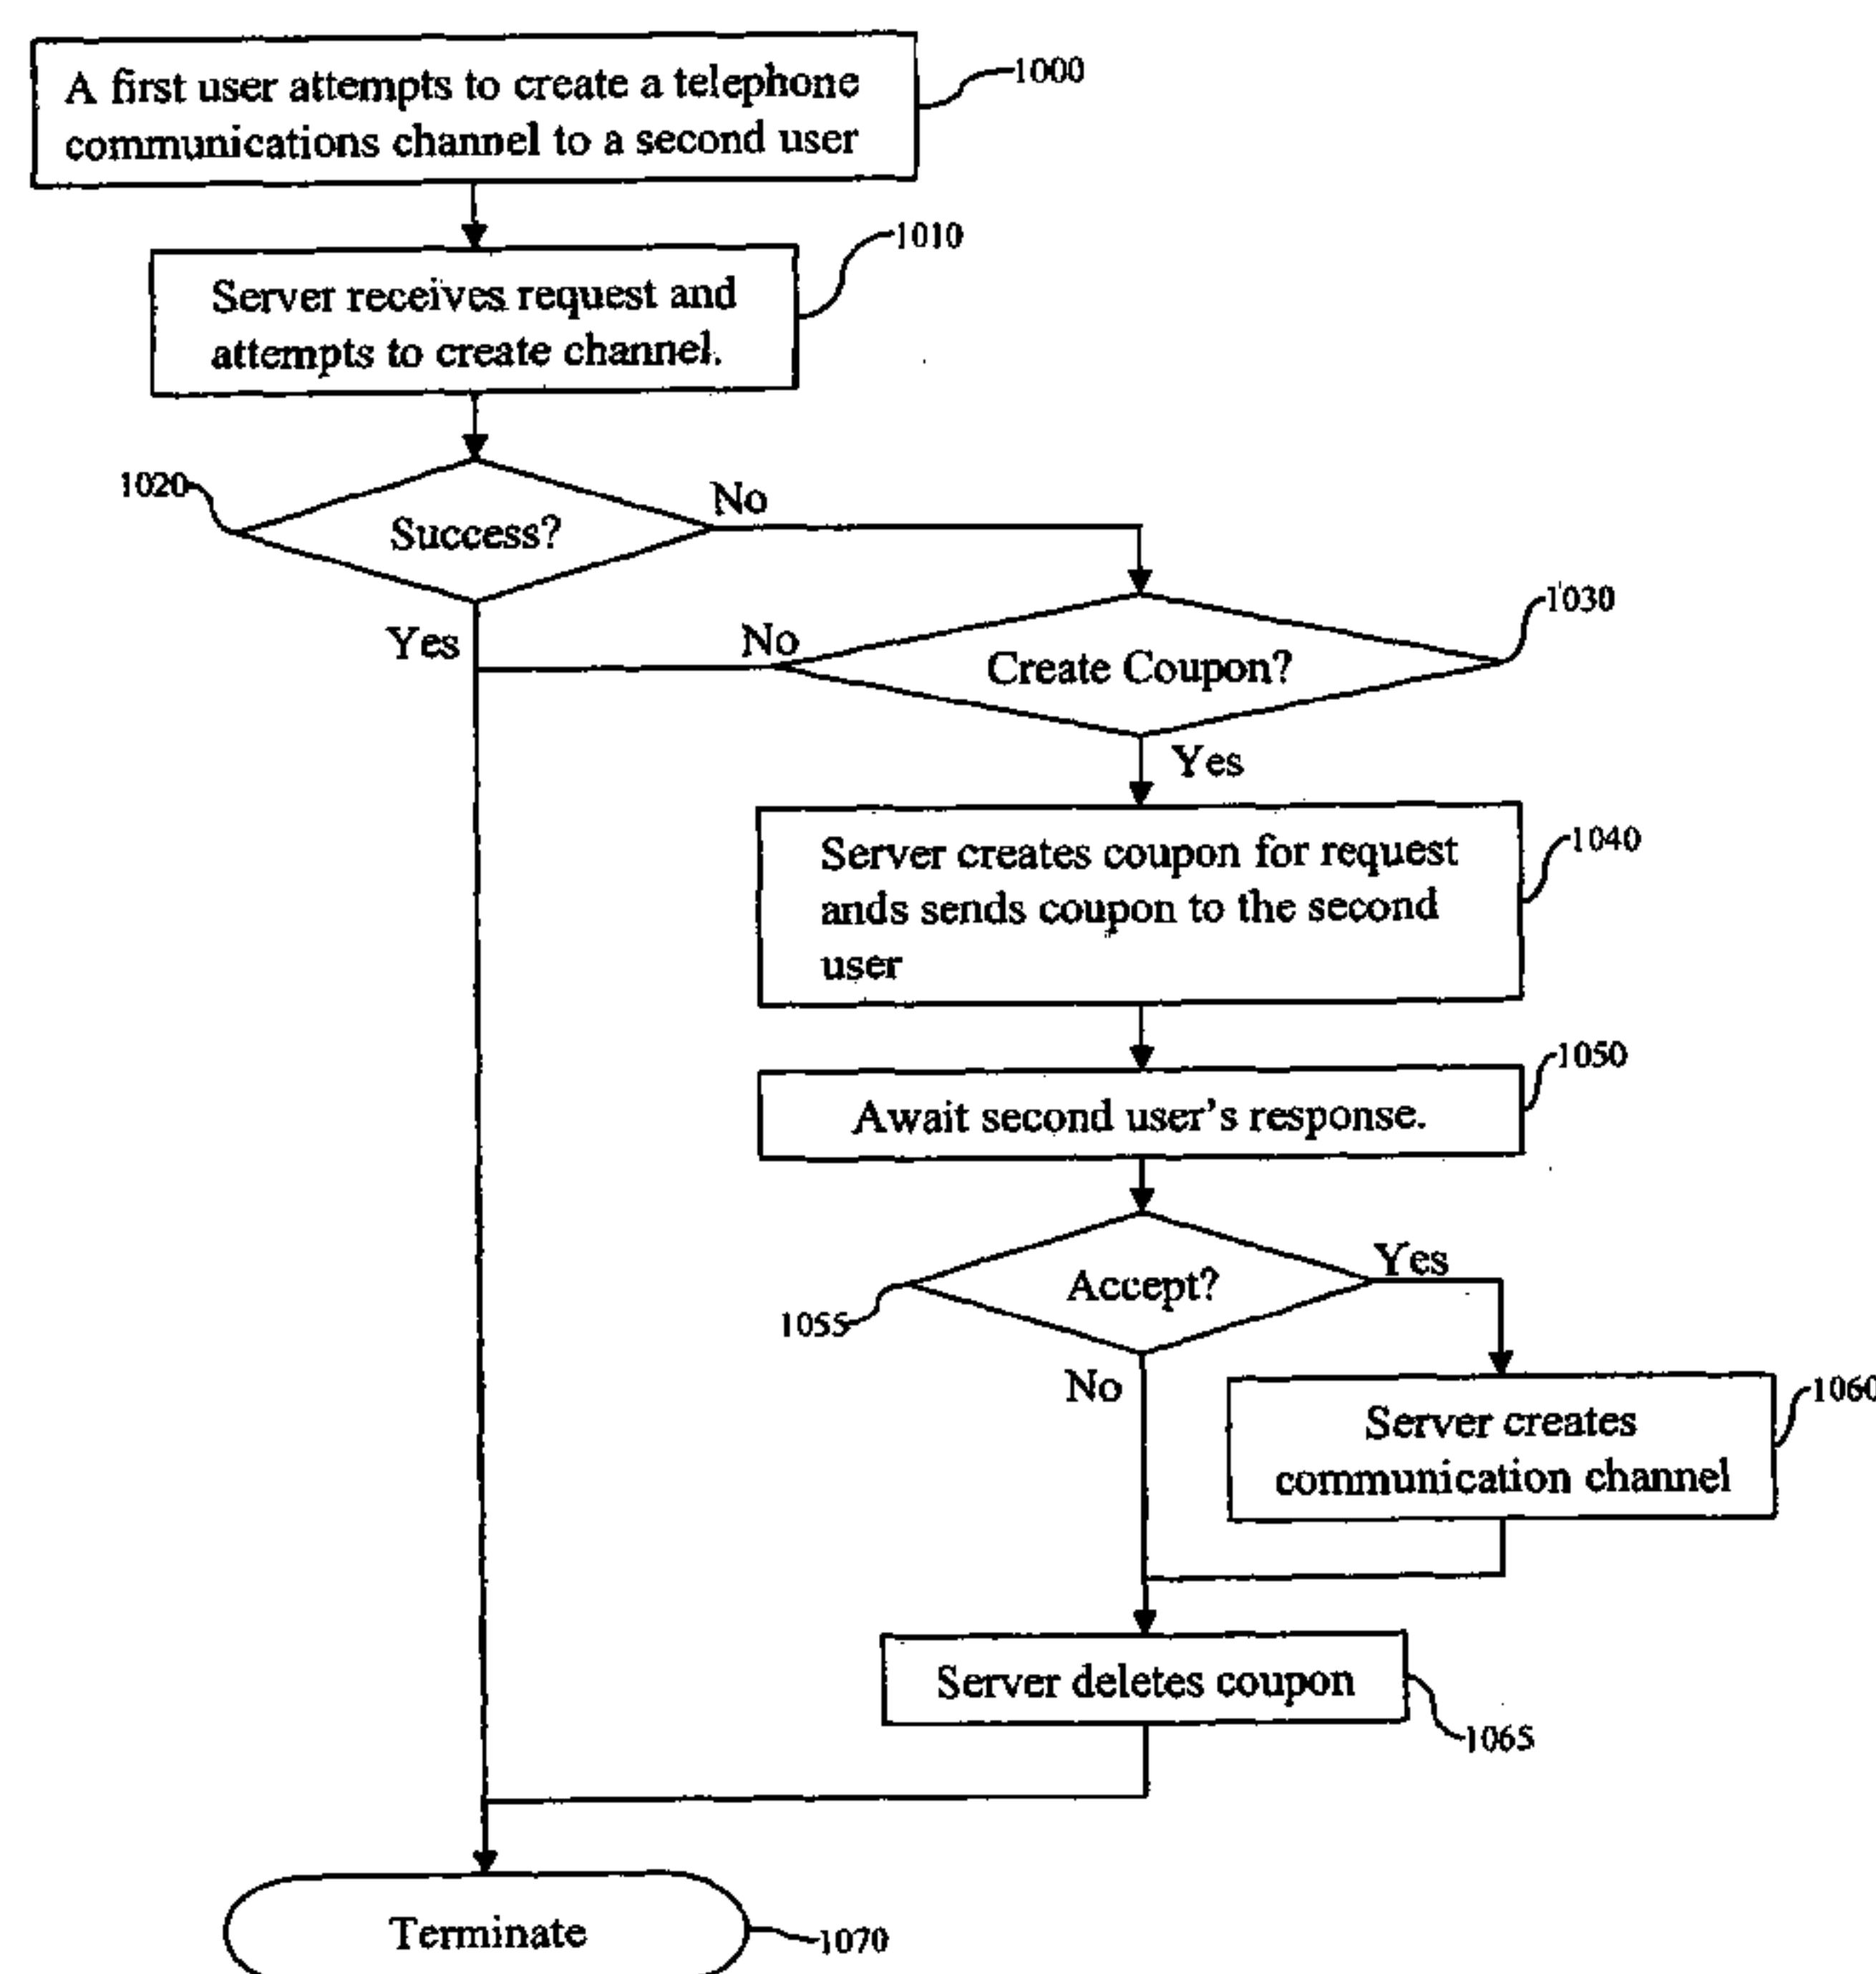 A first user attempts to create a telephone
communications channel to a second user
1000
1010
Server receives request and
attempts to create channel.
1020
Success?
No
Yes
1030
No
Create Coupon?
Yes
Server creates coupon for request
ands sends coupon to the second
user
1040
1050
Await second user's response.
Accept?
Yes
1055
No
1060
Server creates
communication channel
Server deletes coupon
1065
Terminate
1070